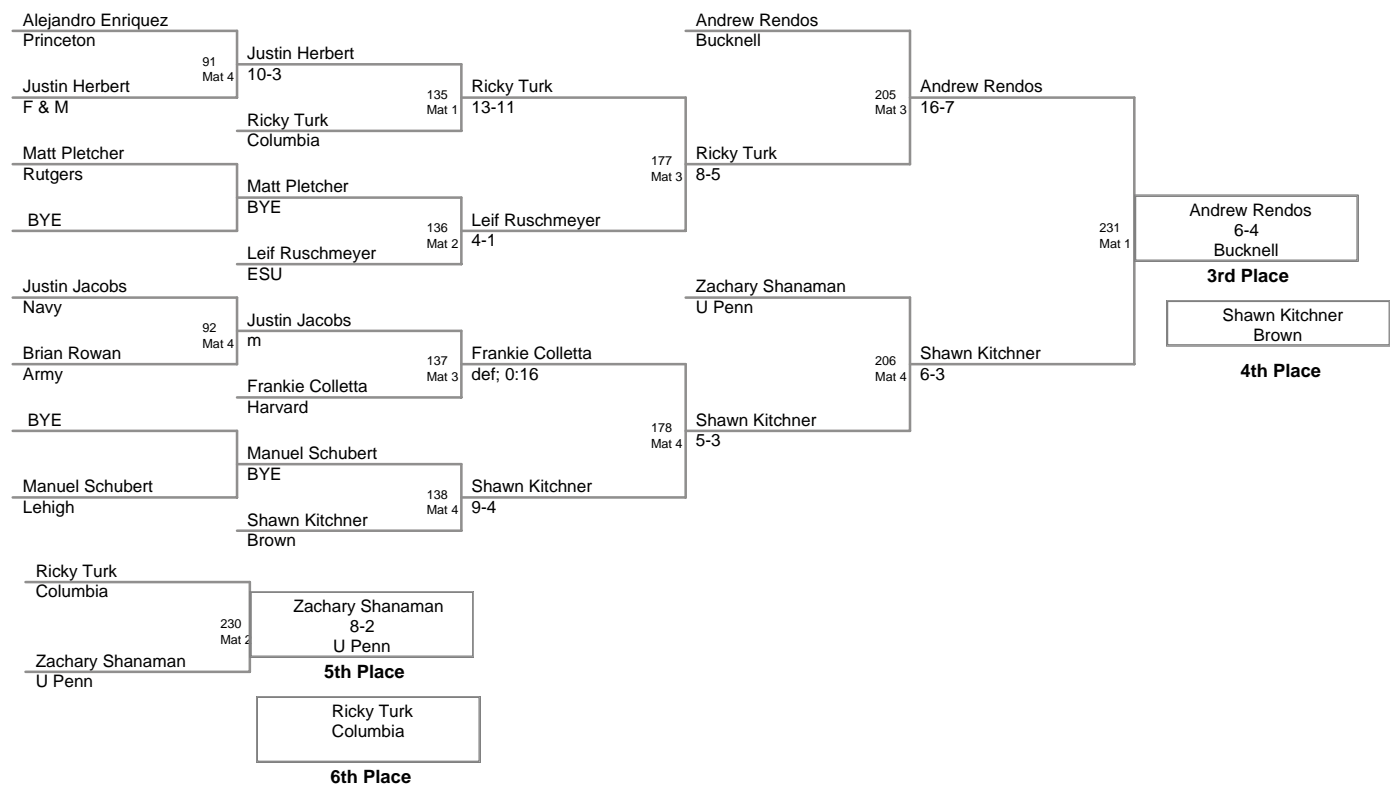 Alejandro Enriquez
Princeton
91
Mat 4
Justin Herbert
F & M
Matt Pletcher
Rutgers
BYE
Justin Jacobs
Navy
92
Mat 4
Brian Rowan
Army
BYE
Manuel Schubert
Lehigh
Justin Herbert
10-3
135
Mat 1
Ricky Turk
Columbia
Matt Pletcher
BYE
136
Mat 2
Leif Ruschmeyer
ESU
Justin Jacobs
m
137
Mat 3
Frankie Colletta
Harvard
Manuel Schubert
BYE
138
Mat 4
Shawn Kitchner
Brown
Ricky Turk
13-11
177
Mat 3
Leif Ruschmeyer
4-1
Frankie Colletta
def; 0:16
178
Mat 4
Shawn Kitchner
9-4
Andrew Rendos
Bucknell
205
Mat 3
Ricky Turk
8-5
Zachary Shanaman
U Penn
206
Mat 4
Shawn Kitchner
5-3
Andrew Rendos
16-7
231
Mat 1
Shawn Kitchner
6-3
Andrew Rendos
6-4
Bucknell
3rd Place
Shawn Kitchner
Brown
4th Place
Ricky Turk
Columbia
230
Mat 2
Zachary Shanaman
U Penn
Zachary Shanaman
8-2
U Penn
5th Place
Ricky Turk
Columbia
6th Place